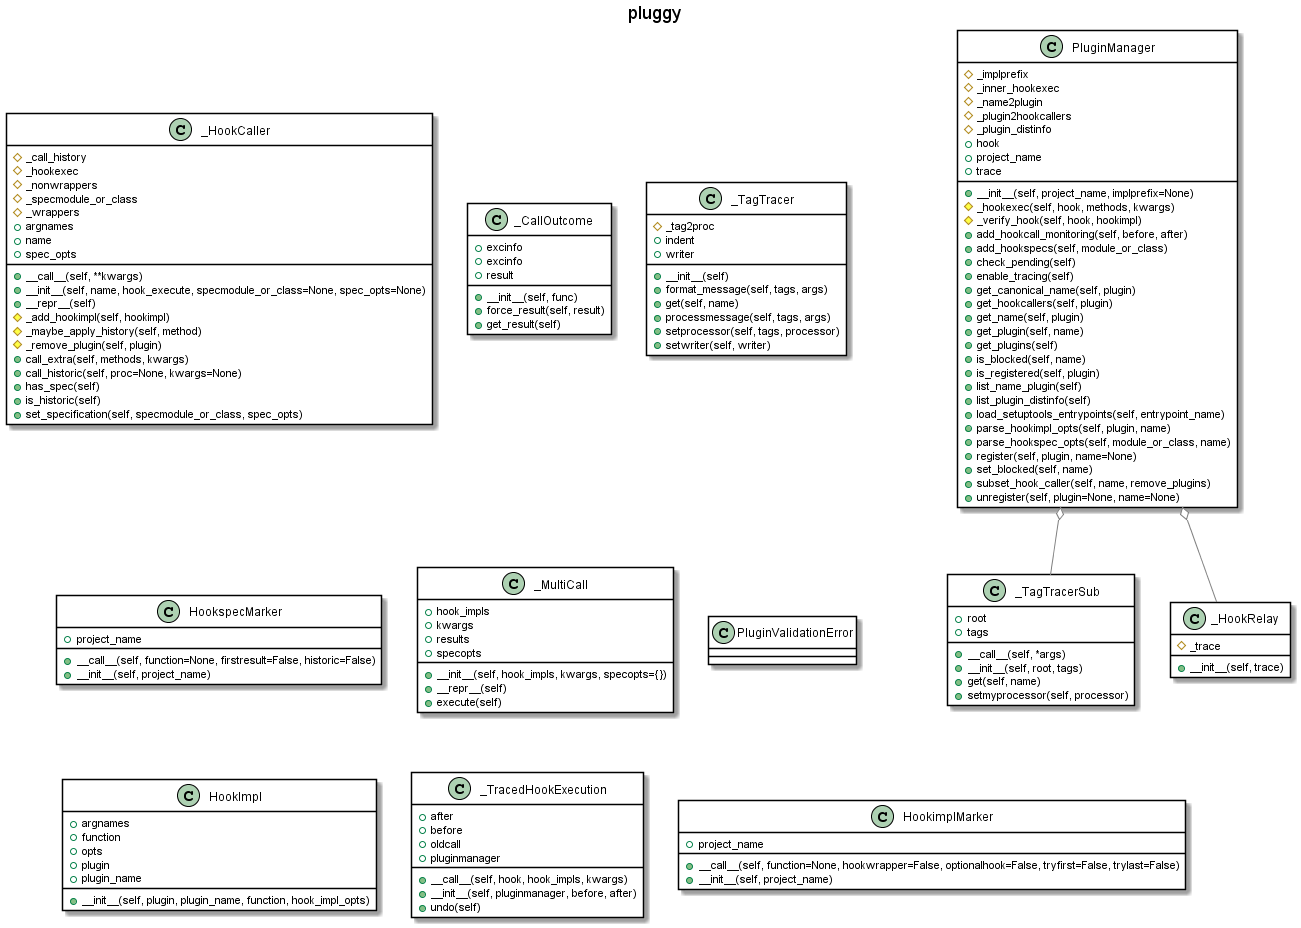 pluggy
C _HookCaller
_call_history
_hookexec
_nonwrappers
_specmodule_or_class
_wrappers
argnames
name
spec_opts
__call__(self, **kwargs)
__init__(self, name, hook_execute, specmodule_or_class=None, spec_opts=None)
__repr__(self)
_add_hookimpl(self, hookimpl)
_maybe_apply_history(self, method)
_remove_plugin(self, plugin)
call_extra(self, methods, kwargs)
call_historic(self, proc=None, kwargs=None)
has_spec(self)
is_historic(self)
set_specification(self, specmodule_or_class, spec_opts)
C _CallOutcome
excinfo
excinfo
result
__init__(self, func)
force_result(self, result)
get_result(self)
C _TagTracer
_tag2proc
indent
writer
__init__(self)
format_message(self, tags, args)
get(self, name)
processmessage(self, tags, args)
setprocessor(self, tags, processor)
setwriter(self, writer)
C PluginManager
_implprefix
_inner_hookexec
_name2plugin
_plugin2hookcallers
_plugin_distinfo
hook
project_name
trace
__init__(self, project_name, implprefix=None)
_hookexec(self, hook, methods, kwargs)
_verify_hook(self, hook, hookimpl)
add_hookcall_monitoring(self, before, after)
add_hookspecs(self, module_or_class)
check_pending(self)
enable_tracing(self)
get_canonical_name(self, plugin)
get_hookcallers(self, plugin)
get_name(self, plugin)
get_plugin(self, name)
get_plugins(self)
is_blocked(self, name)
is_registered(self, plugin)
list_name_plugin(self)
list_plugin_distinfo(self)
load_setuptools_entrypoints(self, entrypoint_name)
parse_hookimpl_opts(self, plugin, name)
parse_hookspec_opts(self, module_or_class, name)
register(self, plugin, name=None)
set_blocked(self, name)
subset_hook_caller(self, name, remove_plugins)
unregister(self, plugin=None, name=None)
C HookspecMarker
project_name
__call__(self, function=None, firstresult=False, historic=False)
__init__(self, project_name)
C _MultiCall
hook_impls
kwargs
results
specopts
__init__(self, hook_impls, kwargs, specopts={})
__repr__(self)
execute(self)
C PluginValidationError
C _TagTracerSub
root
tags
__call__(self, *args)
__init__(self, root, tags)
get(self, name)
setmyprocessor(self, processor)
C _HookRelay
_trace
__init__(self, trace)
C HookImpl
argnames
function
opts
plugin
plugin_name
__init__(self, plugin, plugin_name, function, hook_impl_opts)
C _TracedHookExecution
after
before
oldcall
pluginmanager
__call__(self, hook, hook_impls, kwargs)
__init__(self, pluginmanager, before, after)
undo(self)
C HookimplMarker
project_name
__call__(self, function=None, hookwrapper=False, optionalhook=False, tryfirst=False, trylast=False)
__init__(self, project_name)